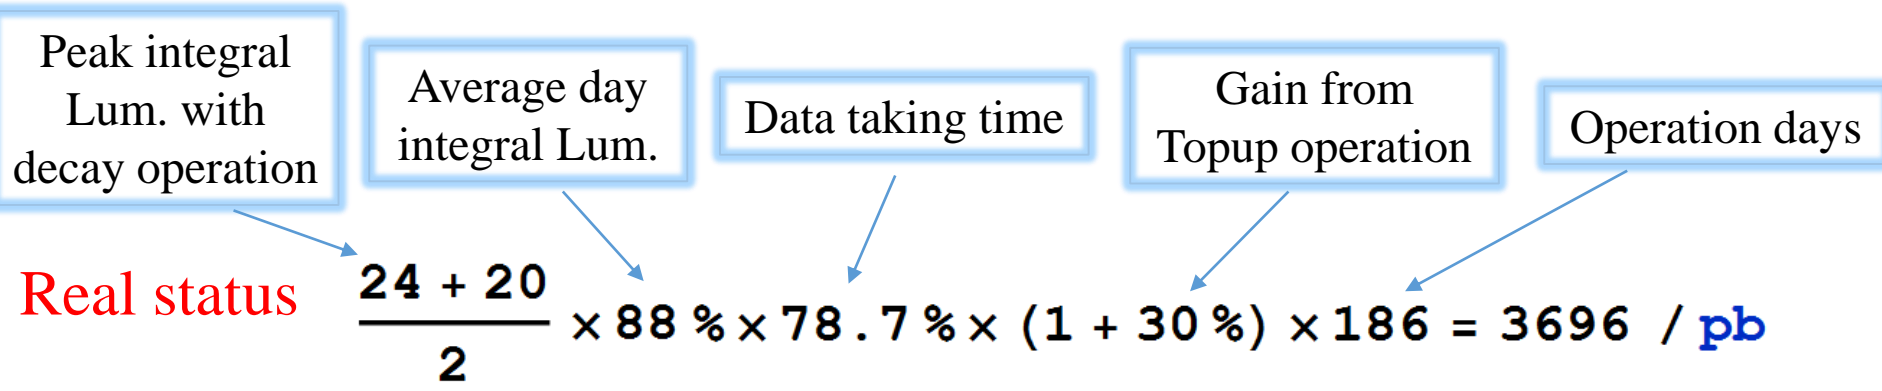 Peak integral
Lum. with
decay operation
Average day
integral Lum.
Data taking time
Gain from
Topup operation
Operation days
Real status
24 + 20
2
× 88 % × 78.7 % × (1 + 30 %) × 186 = 3696 / pb